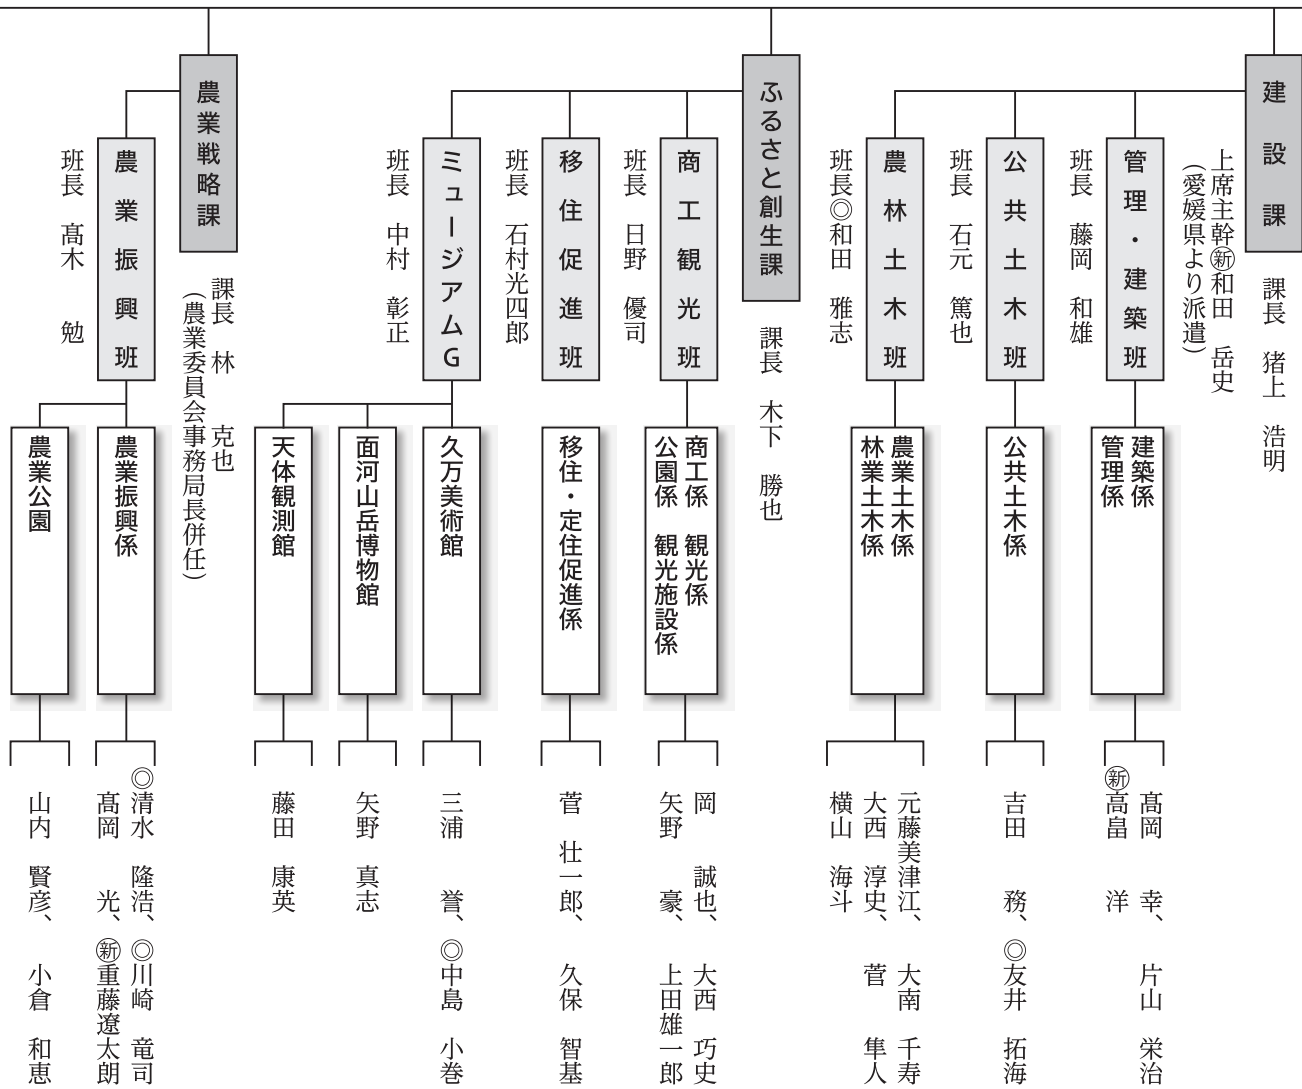 建設課
課長　猪上　浩明
上席主幹㊟和田　岳史
（愛媛県より派遣）
管理・建築班
班長　藤岡　和雄
建築係
管理係
髙岡　　幸、　片山　栄治
㊟高畠　　洋
公共土木班
班長　石元　篤也
公共土木係
吉田　　務、◎友井　拓海
農林土木班
班長◎和田　雅志
農業土木係
林業土木係
元藤美津江、　大南　千寿
大西　淳史、　菅　　隼人
横山　海斗
ふるさと創生課
課長　木下　勝也
商工観光班
班長　日野　優司
商工係　観光係
公園係　観光施設係
岡　　誠也、　大西　巧史
矢野　　豪、　上田雄一郎
移住促進班
班長　石村光四郎
移住・定住促進係
菅　壮一郎、　久保　智基
ミュージアムG
班長　中村　彰正
久万美術館
三浦　　誉、◎中島　小巻
面河山岳博物館
矢野　真志
天体観測館
藤田　康英
農業戦略課
課長　林　　克也
（農業委員会事務局長併任）
農業振興班
班長　髙木　　勉
農業振興係
◎清水　隆浩、◎川崎　竜司
髙岡　　光、㊟重藤遼太朗
農業公園
山内　賢彦、　小倉　和恵